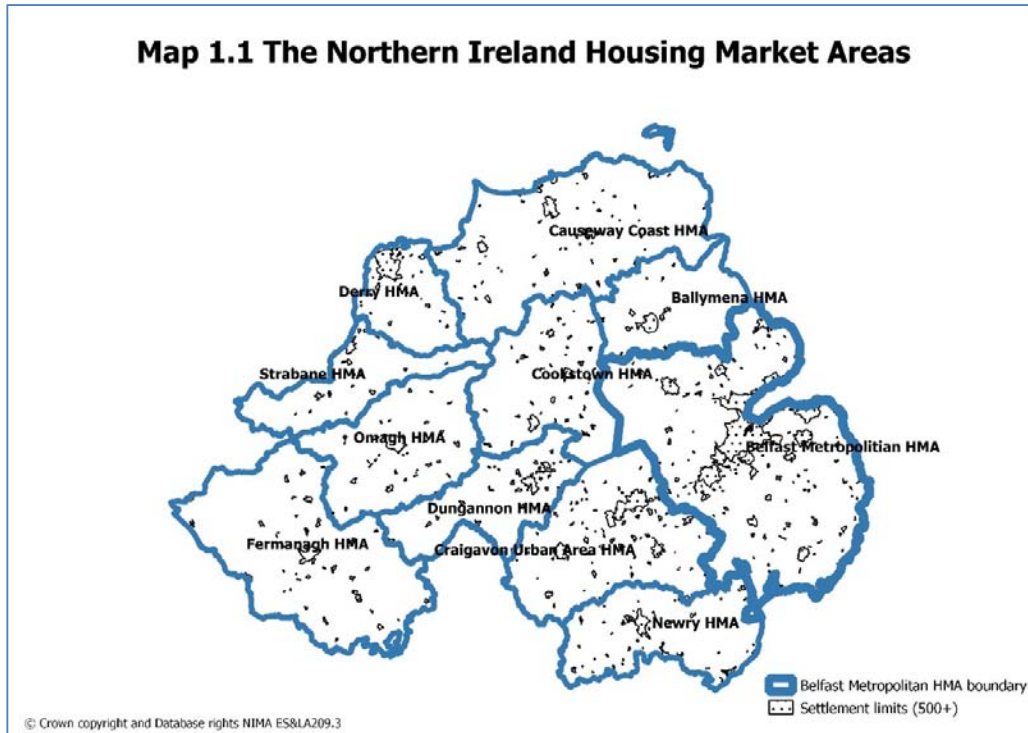 Map 1.1 The Northern Ireland Housing Market Areas
Causeway Coast HMA
Derry HMA
Ballymena HMA
Strabane HMA
Cookstown HMA
Omagh HMA
Belfast Metropolitian HMA
Dungannon HMA
Fermanagh HMA
Craigavon Urban Area HMA
Newry HMA
Belfast Metropolitan HMA boundary
Settlement limits (500+)
© Crown copyright and Database rights NIMA ES&LA209.3